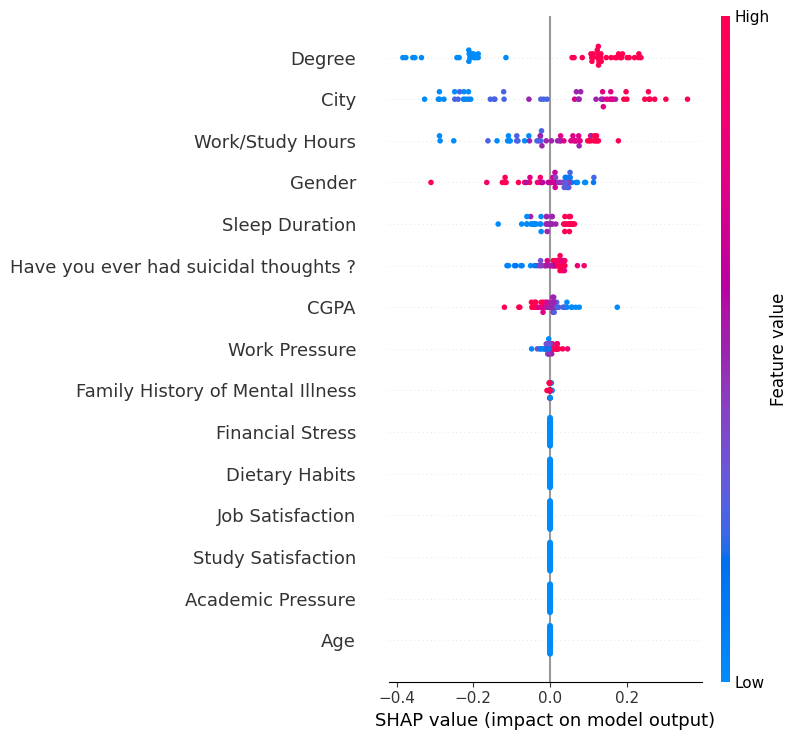 High
Degree
City
Work/Study Hours
Gender
Sleep Duration
Have you ever had suicidal thoughts ?
CGPA
Work Pressure
Family History of Mental Illness
Financial Stress
Dietary Habits
Job Satisfaction
Study Satisfaction
Academic Pressure
Age
Feature value
Low
−0.4 −0.2 0.0 0.2
SHAP value (impact on model output)